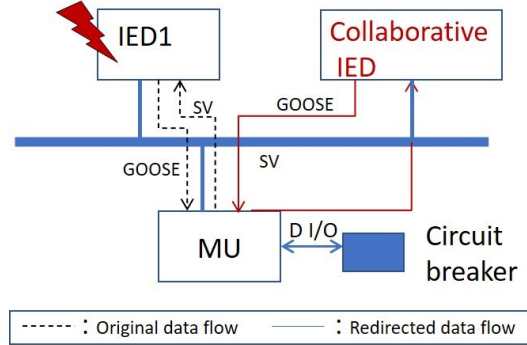 IED1
Collaborative
IED
SV
GOOSE
GOOSE
SV
MU
D I/O
Circuit
breaker
: Original data flow
: Redirected data flow